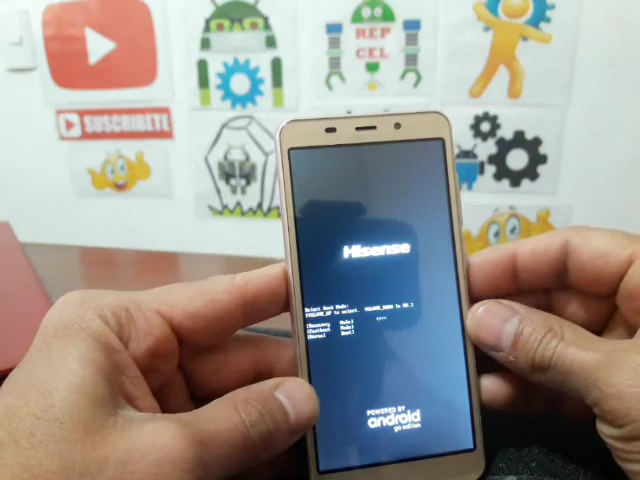 REP
CEL
SUSCRIBETE
Hisense
Select Boot Mode:
[VOLUME_UP to select.  VOLUME_DOWN is OK.]
[Recovery    Mode]         <<==
[Fastboot    Mode]
[Normal      Boot]
POWERED BY
android
go edition